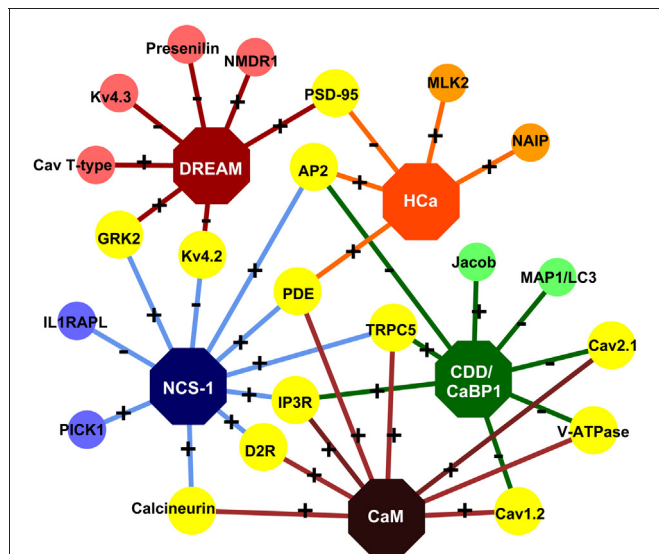 Presenilin
NMDR1
Kv4.3
PSD-95
MLK2
NAIP
Cav T-type
DREAM
AP2
HCa
GRK2
Kv4.2
Jacob
MAP1/LC3
PDE
IL1RAPL
TRPC5
Cav2.1
NCS-1
CDD/
CaBP1
IP3R
PICK1
D2R
V-ATPase
Calcineurin
CaM
Cav1.2